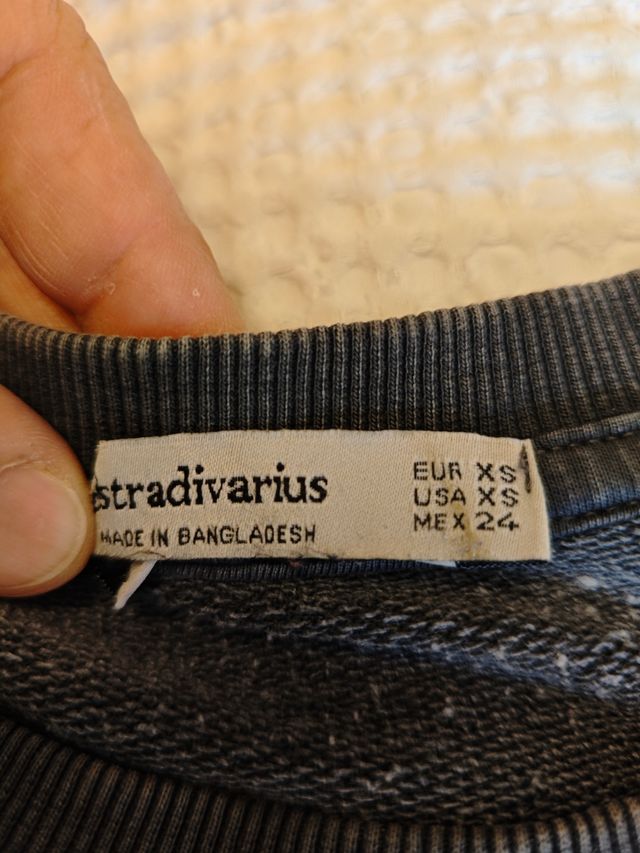 stradivarius
MADE IN BANGLADESH
EUR XS
USA XS
MEX 24